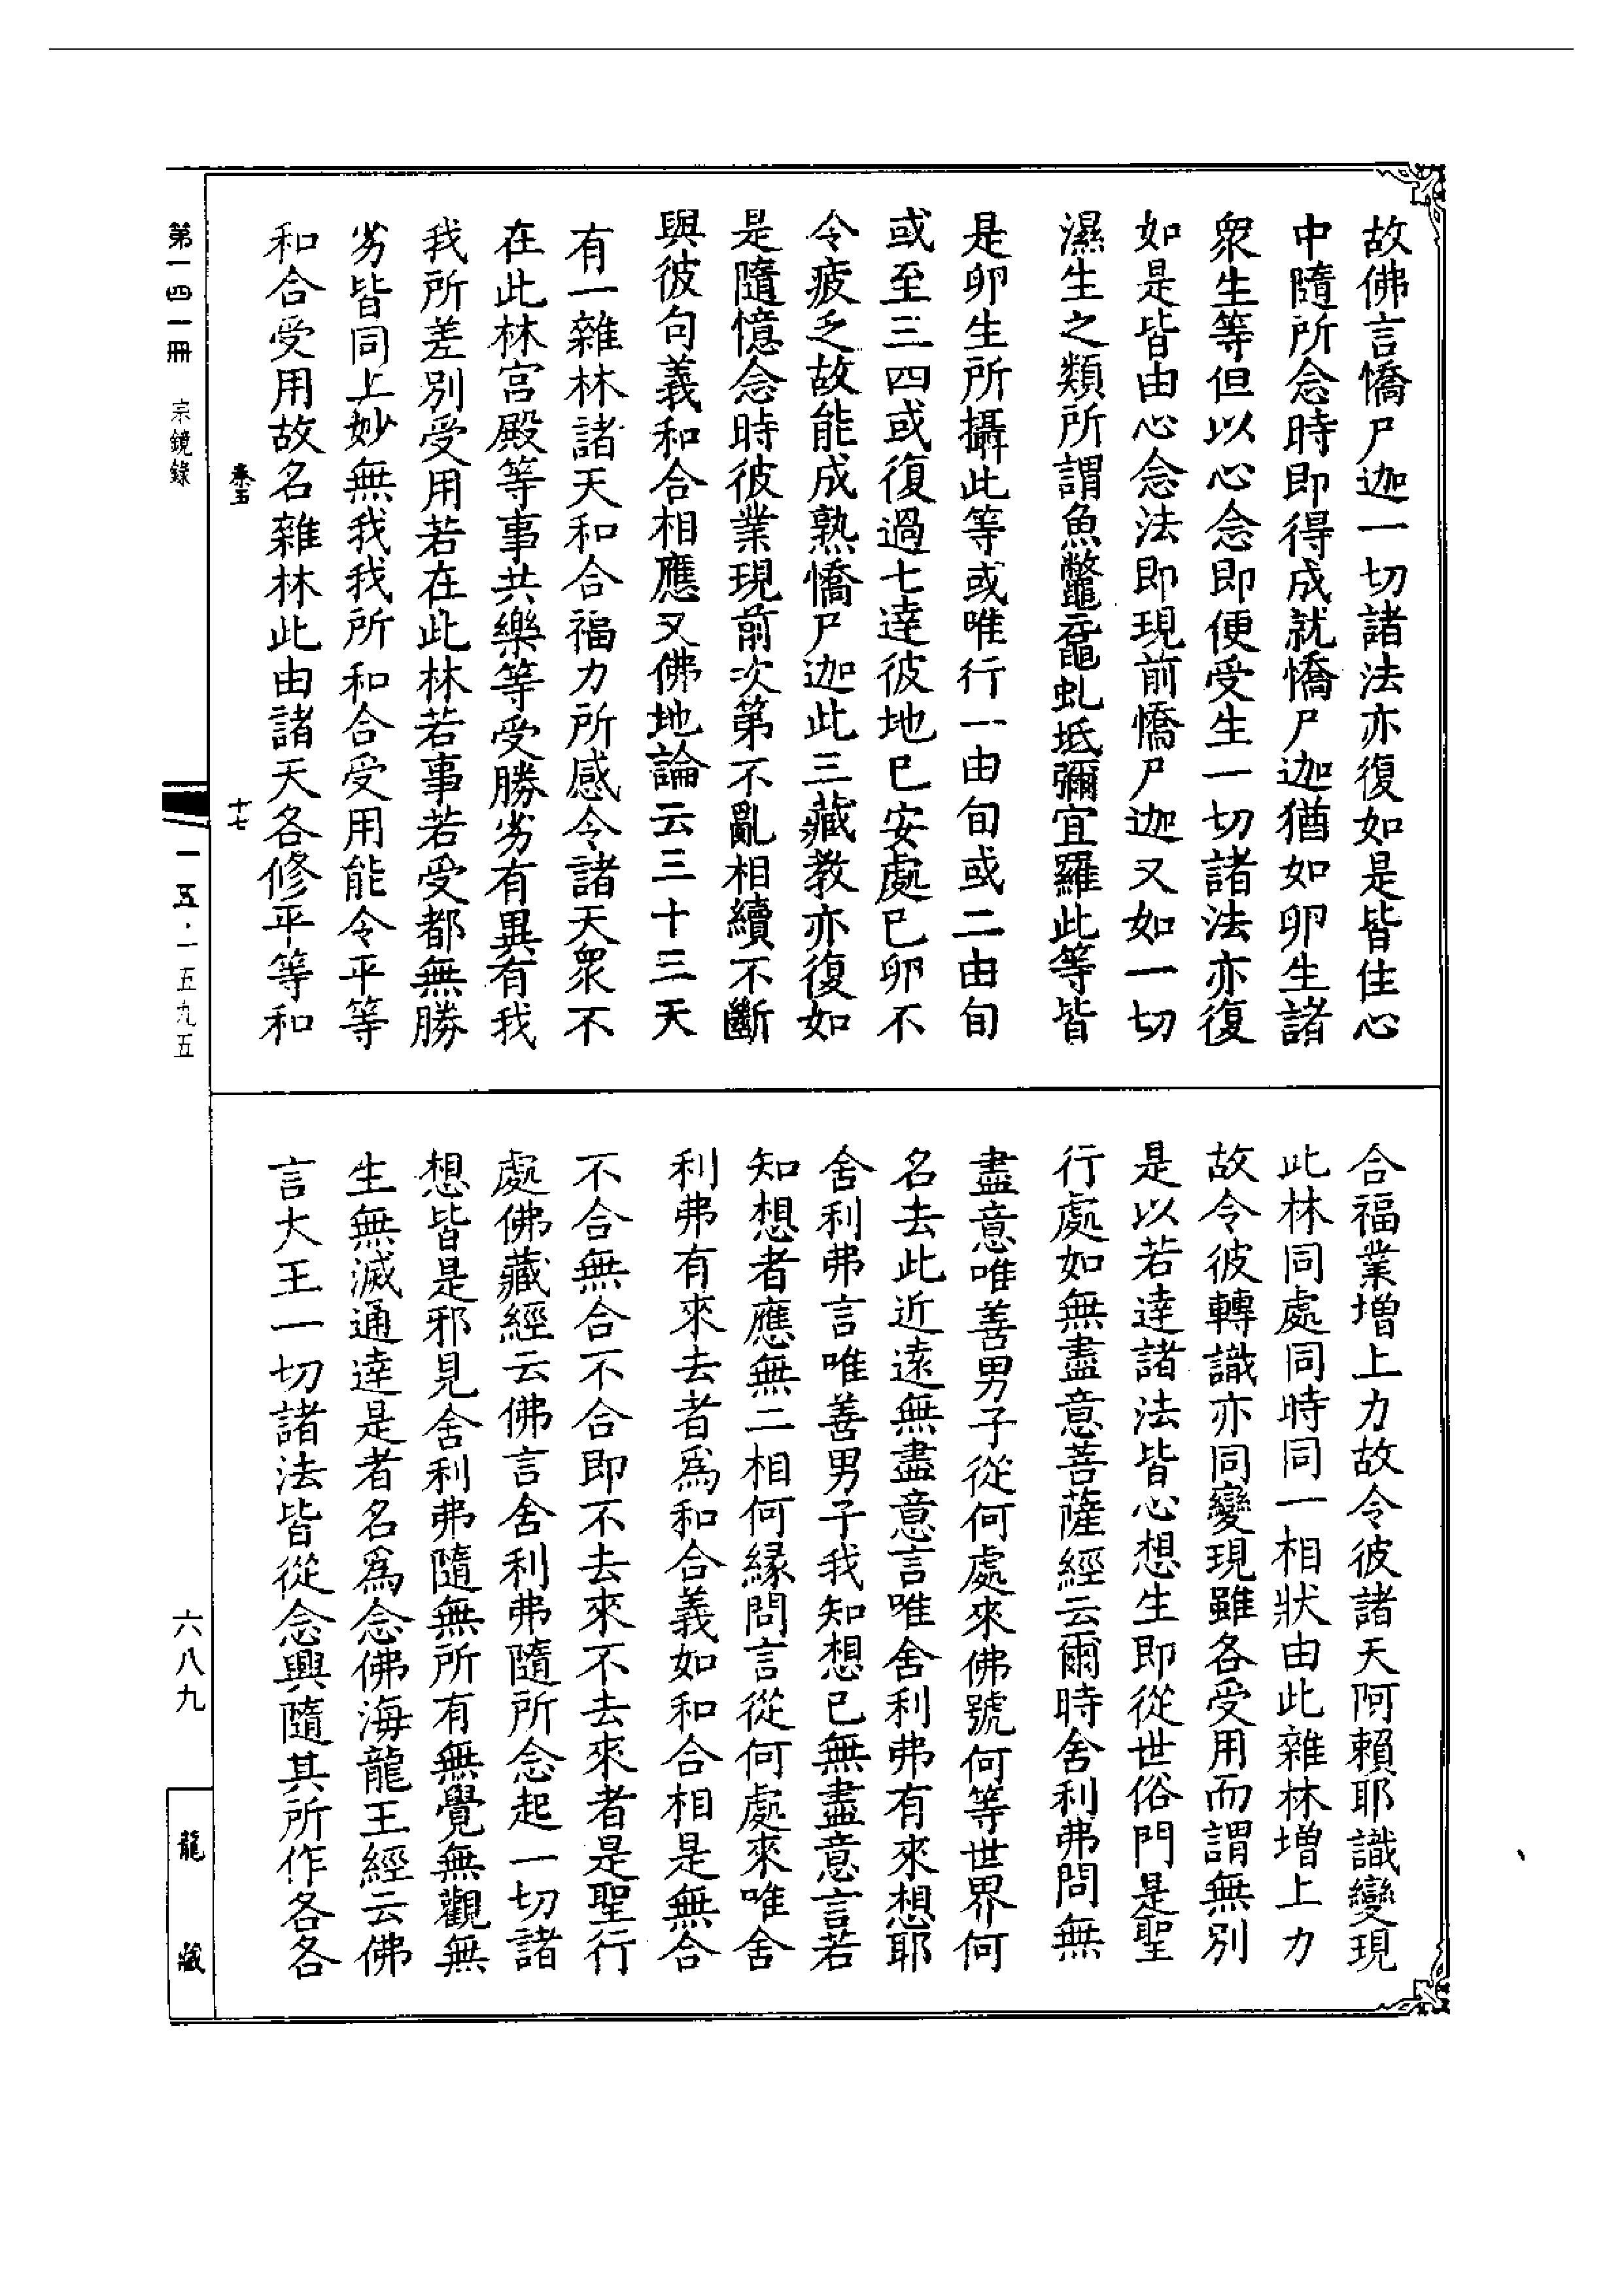 故佛言憍尸迦一切諸法亦復如是皆住心
中隨所念時即得成就憍尸迦猶如卵生諸
衆生等但以心念即便受生一切諸法亦復
如是皆由心念法即現前憍尸迦又如一切
濕生之類所謂魚鼈黿虬坻彌宜羅此等皆
是卵生所攝此等或唯行一由旬或二由旬
或至三四或復過七達彼地已安處已卵不
令疲乏故能成熟憍尸迦此三藏教亦復如
是隨憶念時彼業現前次第不亂相續不斷
與彼句義和合相應又佛地論云三十三天
有一雜林諸天和合福力所感令諸天衆不
在此林宮殿等事共樂等受勝劣有異有我
我所差別受用若在此林若事若受都無勝
劣皆同上妙無我我所和合受用能令平等
和合受用故名雜林此由諸天各修平等和
合福業增上力故令彼諸天阿賴耶識變現
此林同處同時同一相狀由此雜林增上力
故令彼轉識亦同變現雖各受用而謂無別
是以若達諸法皆心想生即從世俗門是聖
行處如無盡意菩薩經云爾時舍利弗問無
盡意唯善男子從何處來佛號何等世界何
名去此近遠無盡意言唯舍利弗有來想耶
舍利弗言唯善男子我知想已無盡意言若
知想者應無二相何緣問言從何處來唯舍
利弗有來去者爲和合義如和合相是無合
不合無合不合即不去來不去來者是聖行
處佛藏經云佛言舍利弗隨所念起一切諸
想皆是邪見舍利弗隨無所有無覺無觀無
生無滅通達是者名爲念佛海龍王經云佛
言大王一切諸法皆從念興隨其所作各各
第一四一冊 宗鏡錄
卷五
十七
一五·一五九五
六八九
龍藏